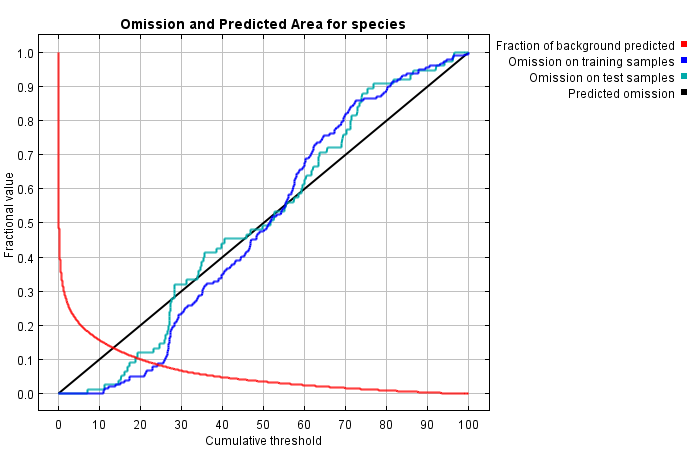 Omission and Predicted Area for species
Fraction of background predicted
Omission on training samples
Omission on test samples
Predicted omission
Fractional value
1.0
0.9
0.8
0.7
0.6
0.5
0.4
0.3
0.2
0.1
0.0
0 10 20 30 40 50 60 70 80 90 100
Cumulative threshold